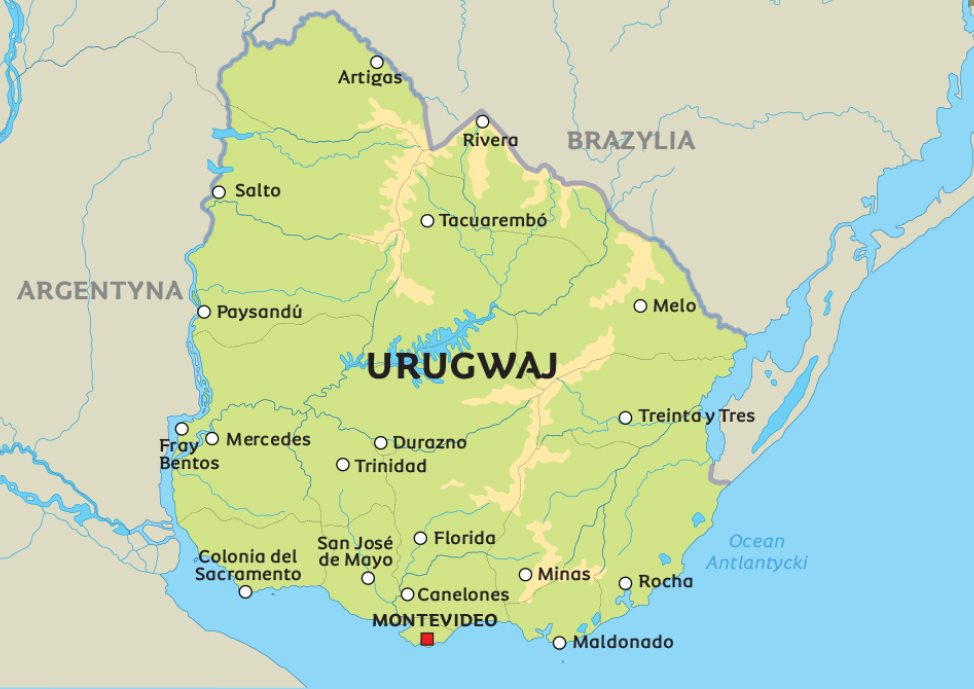 Artigas
Rivera
BRAZYLIA
Salto
Tacuarembó
ARGENTYNA
Paysandú
Melo
URUGWAJ
Treinta y Tres
Fray
Bentos
Mercedes
Durazno
Trinidad
Florida
San José
de Mayo
Ocean
Antlantycki
Colonia del
Sacramento
Minas
Rocha
Canelones
MONTEVIDEO
Maldonado